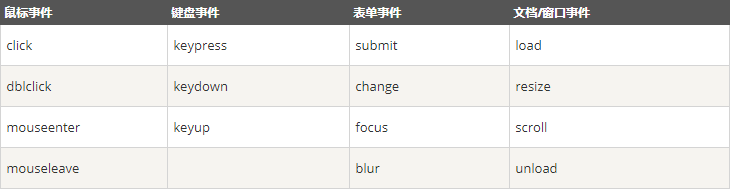 鼠标事件 键盘事件 表单事件 文档/窗口事件
click keypress submit load
dblclick keydown change resize
mouseenter keyup focus scroll
mouseleave blur unload